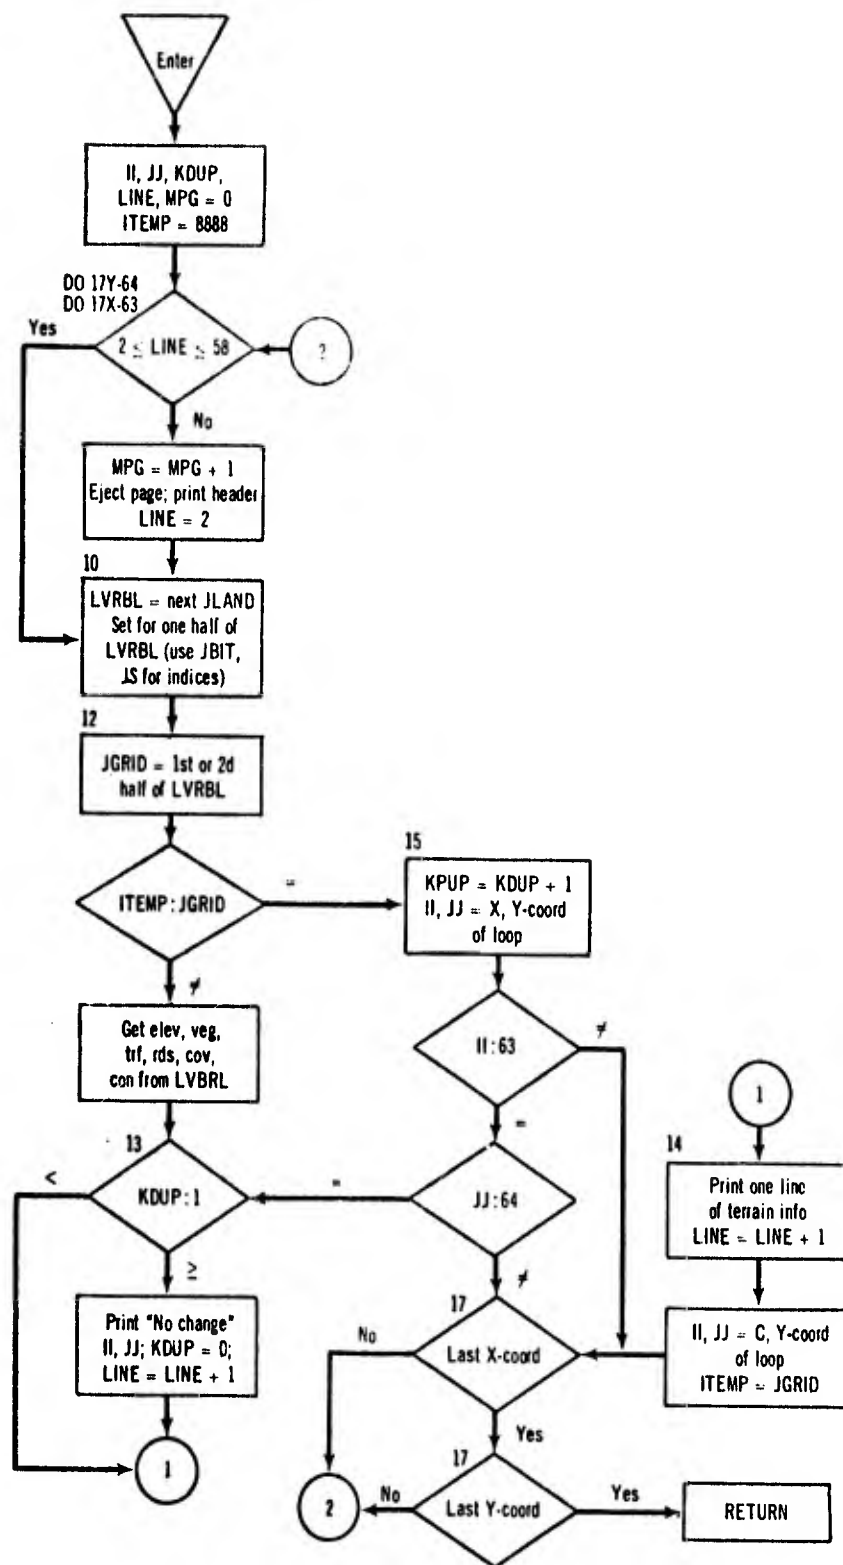 Enter
II, JJ, KDUP,
LINE, MPG = 0
ITEMP = 8888
DO 17Y-64
DO 17X-63
Yes
2 ≤ LINE ≥ 58
?
No
MPG = MPG + 1
Eject page; print header
LINE = 2
10
LVRBL = next JLAND
Set for one half of
LVRBL (use JBIT,
JS for indices)
12
JGRID = 1st or 2d
half of LVRBL
ITEMP : JGRID
=
15
KPUP = KDUP + 1
II, JJ = X, Y-coord
of loop
≠
Get elev, veg,
trf, rds, cov,
con from LVBRL
II : 63
≠
=
1
13
KDUP : 1
<
=
JJ : 64
14
Print one line
of terrain info
LINE = LINE + 1
≥
≠
Print "No change"
II, JJ; KDUP = 0;
LINE = LINE + 1
17
Last X-coord
No
II, JJ = C, Y-coord
of loop
ITEMP = JGRID
Yes
1
17
2
No
Last Y-coord
Yes
RETURN